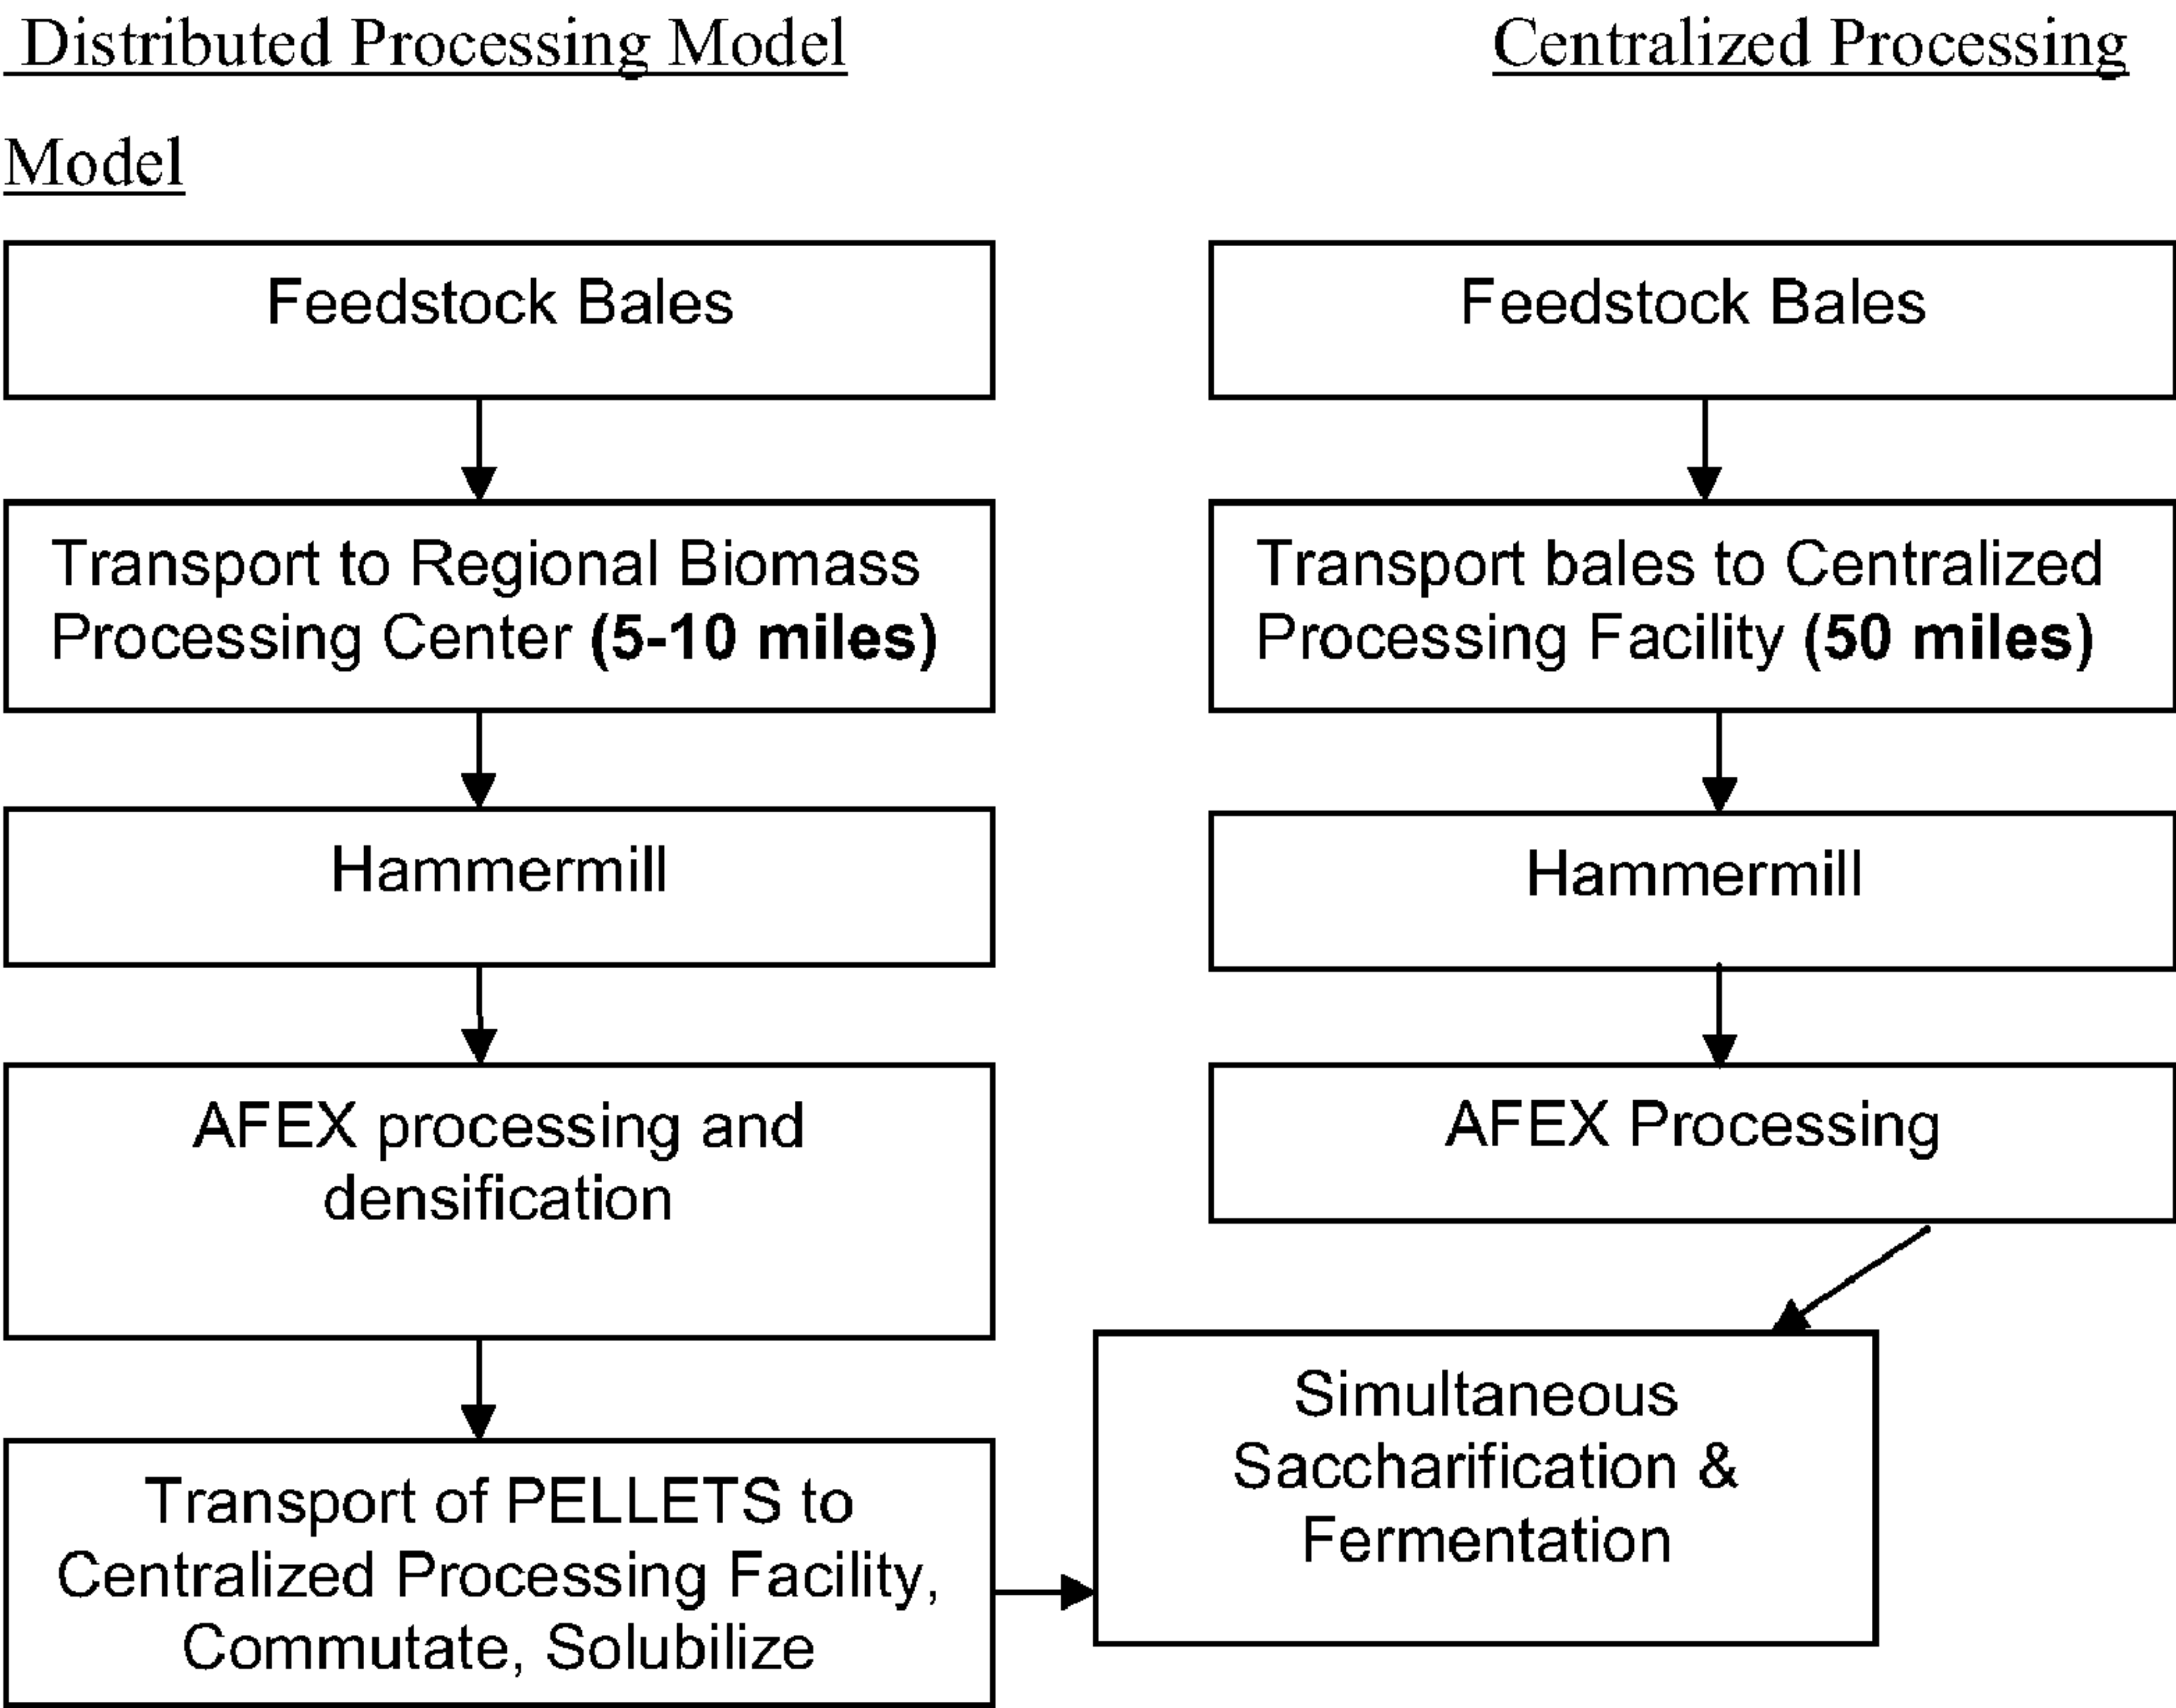 Distributed Processing Model Centralized Processing
Model
Feedstock Bales
Transport to Regional Biomass
Processing Center (5-10 miles)
Hammermill
AFEX processing and
densification
Transport of PELLETS to
Centralized Processing Facility,
Commutate, Solubilize
Feedstock Bales
Transport bales to Centralized
Processing Facility (50 miles)
Hammermill
AFEX Processing
Simultaneous
Saccharification &
Fermentation